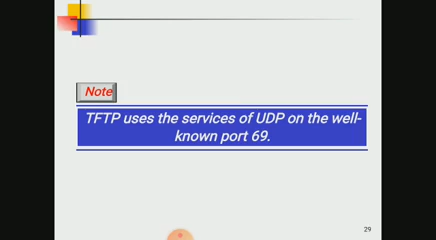 Note
TFTP uses the services of UDP on the well-
known port 69.
29